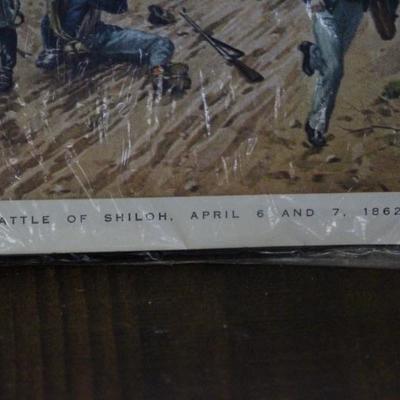 ATTLE OF SHILOH, APRIL 6 AND 7, 1862